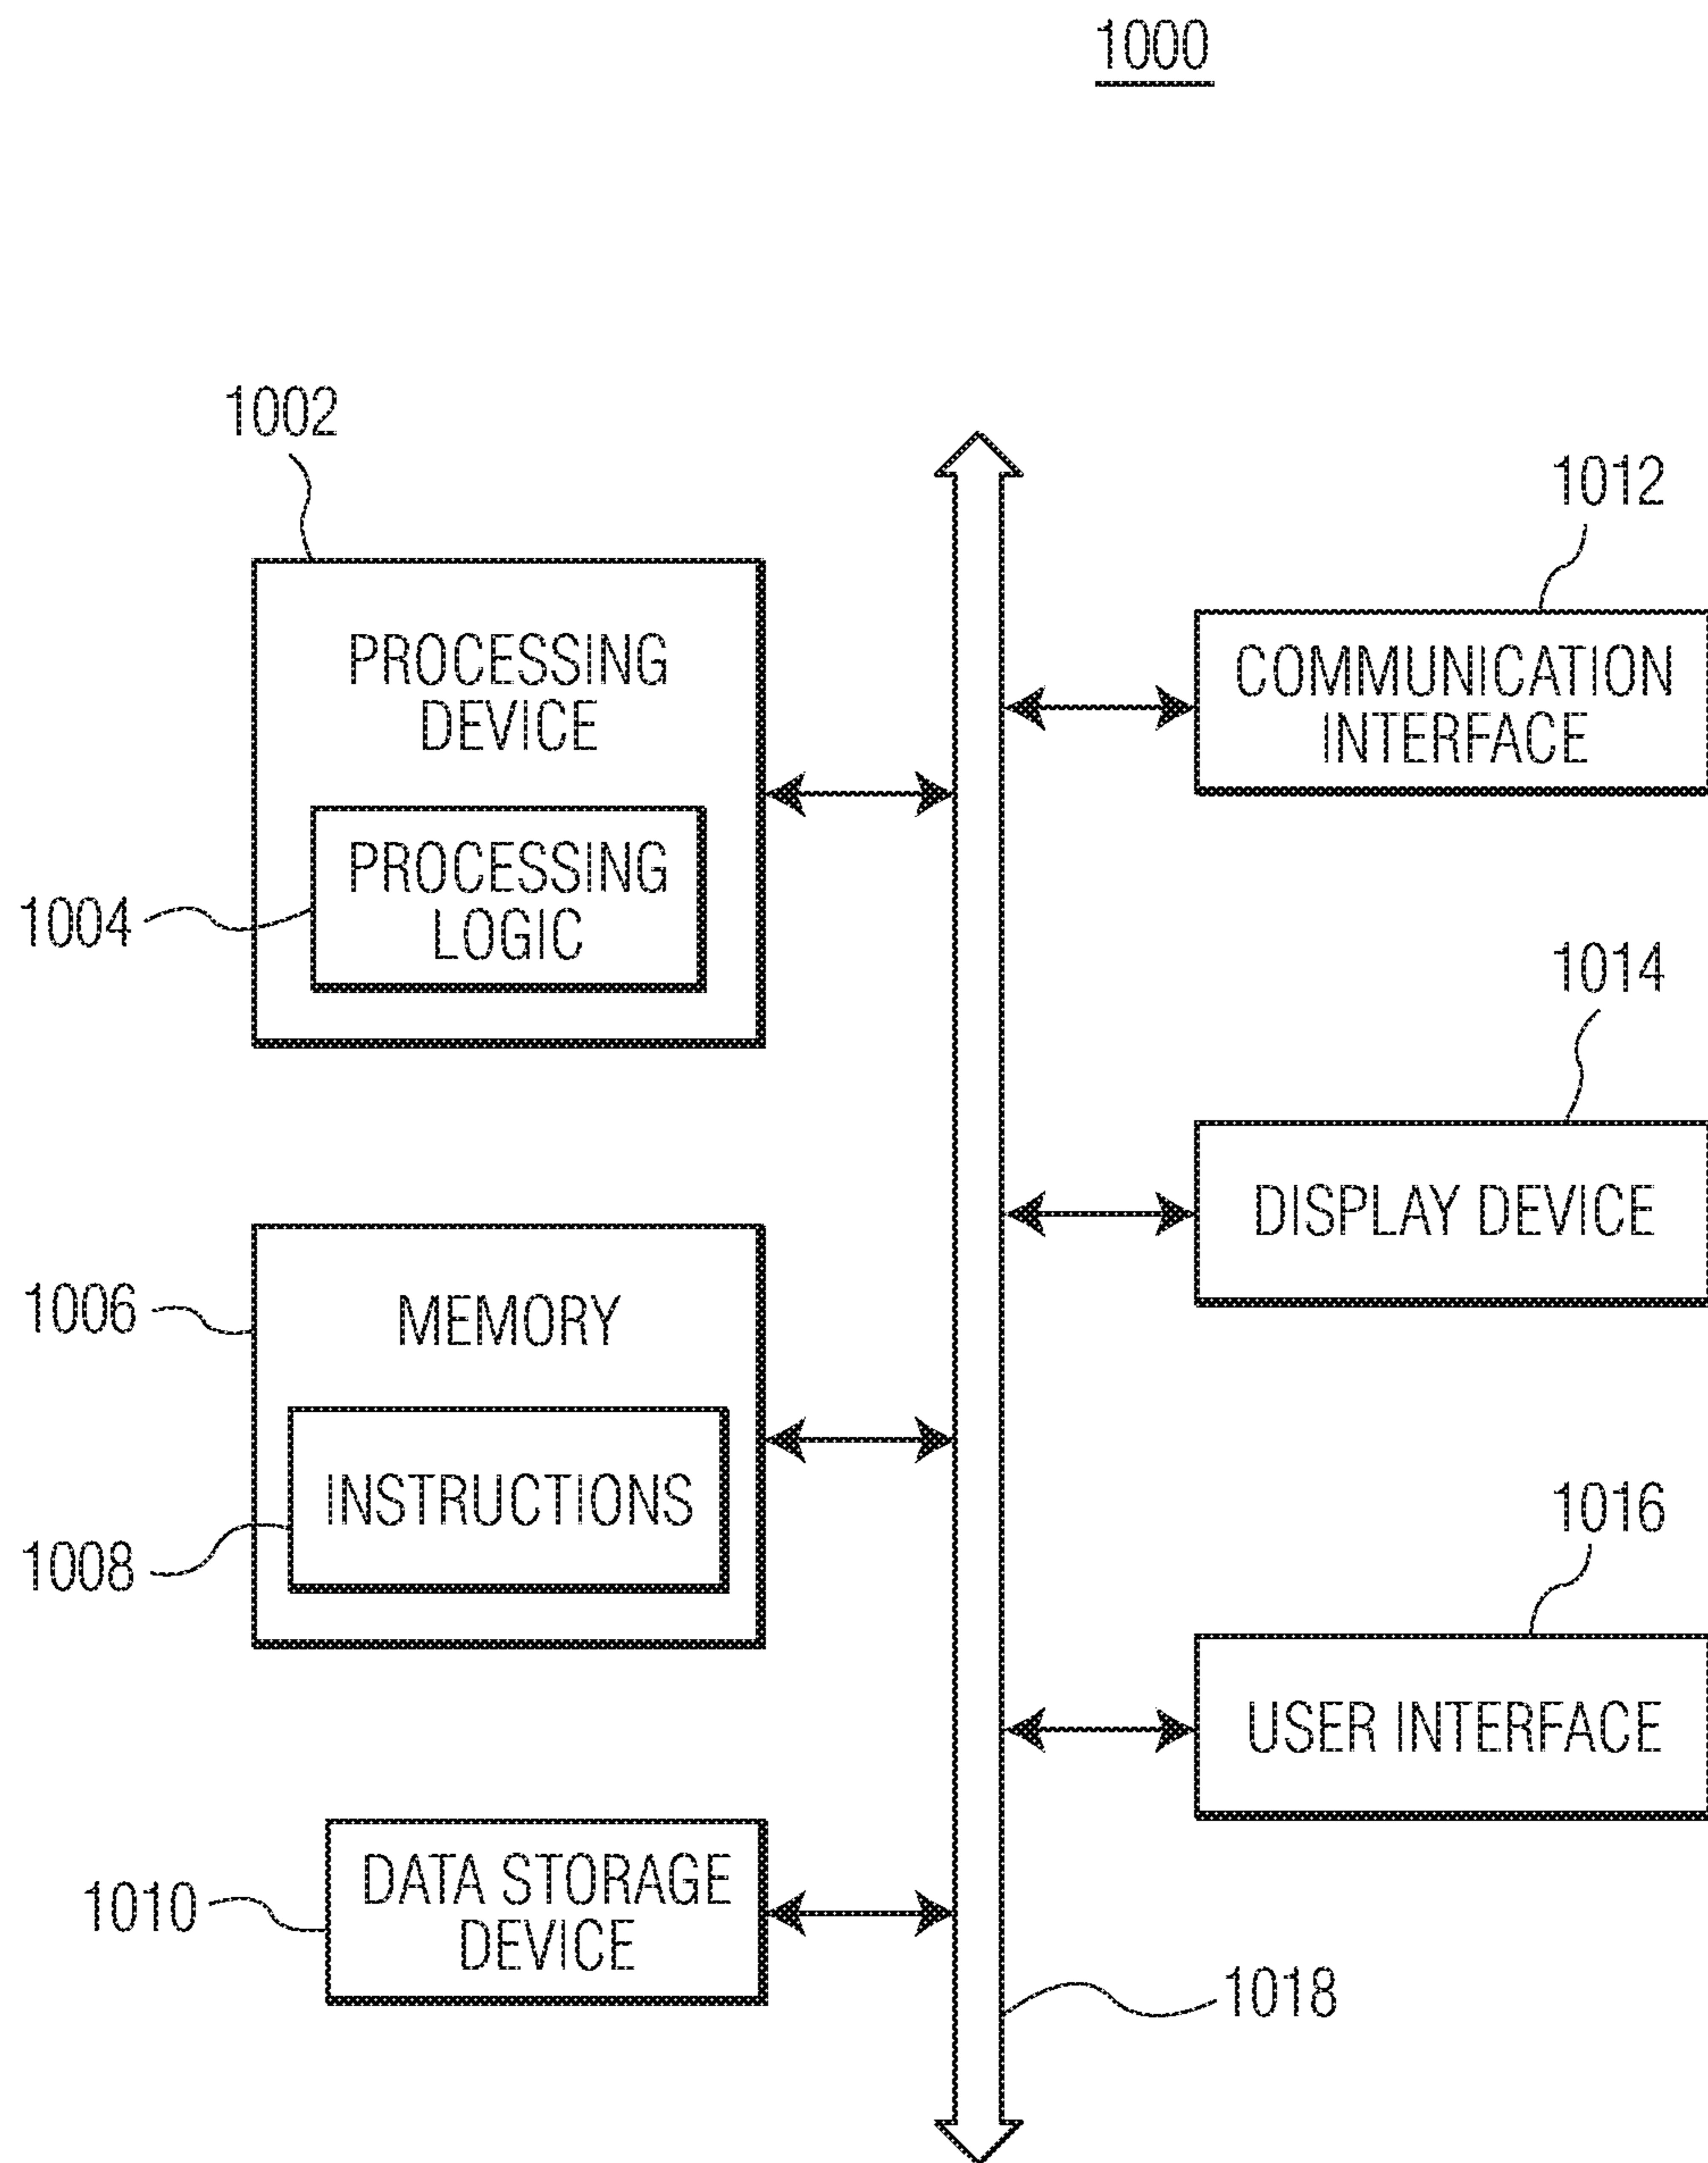 1000
1002
PROCESSING
DEVICE
PROCESSING
LOGIC
1004
1006
MEMORY
INSTRUCTIONS
1008
DATA STORAGE
DEVICE
1010
1012
COMMUNICATION
INTERFACE
1014
DISPLAY DEVICE
1016
USER INTERFACE
1018